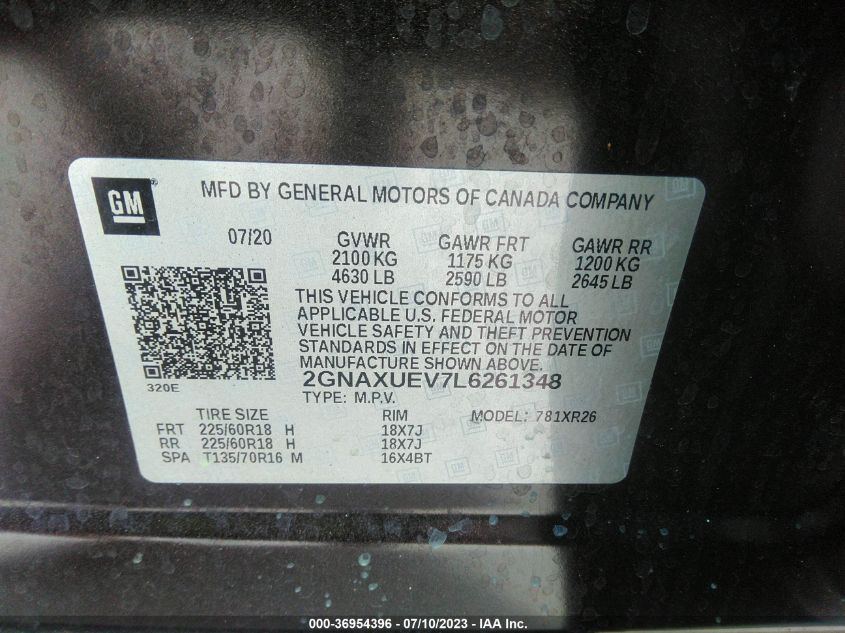 GM
MFD BY GENERAL MOTORS OF CANADA COMPANY
07/20 GVWR GAWR FRT GAWR RR
2100 KG 1175 KG 1200 KG
4630 LB 2590 LB 2645 LB
THIS VEHICLE CONFORMS TO ALL
APPLICABLE U.S. FEDERAL MOTOR
VEHICLE SAFETY AND THEFT PREVENTION
STANDARDS IN EFFECT ON THE DATE OF
MANUFACTURE SHOWN ABOVE.
320E 2GNAXUEV7L6261348
TYPE: M.P.V. MODEL: 781XR26
TIRE SIZE RIM
FRT 225/60R18 H 18X7J
RR 225/60R18 H 18X7J
SPA T135/70R16 M 16X4BT
000-36954396 - 07/10/2023 - IAA Inc.